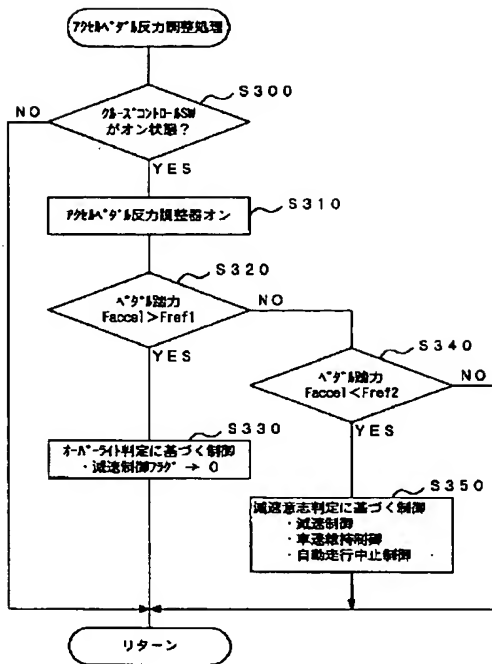 アクセルペダル反力調整処理
S300
NO
クルーズコントロールSW
がオン状態?
YES
S310
アクセルペダル反力調整器オン
S320
ペダル踏力
Faccel>Fref1
NO
YES
S340
ペダル踏力
Faccel<Fref2
NO
YES
S330
オーバーライト判定に基づく制御
・減速制御フラグ → 0
S350
減速意志判定に基づく制御
・減速制御
・車速維持制御
・自動走行中止制御
リターン